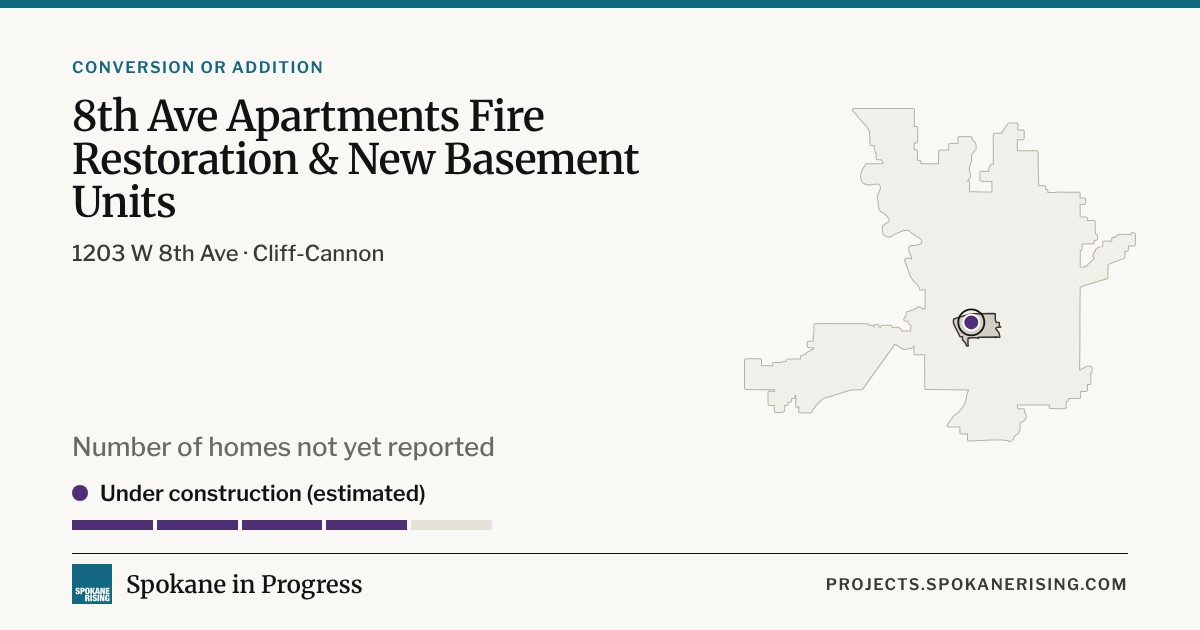 CONVERSION OR ADDITION
8th Ave Apartments Fire
Restoration & New Basement
Units
1203 W 8th Ave · Cliff-Cannon
Number of homes not yet reported
Under construction (estimated)
SPOKANE
RISING
Spokane in Progress
PROJECTS.SPOKANERISING.COM